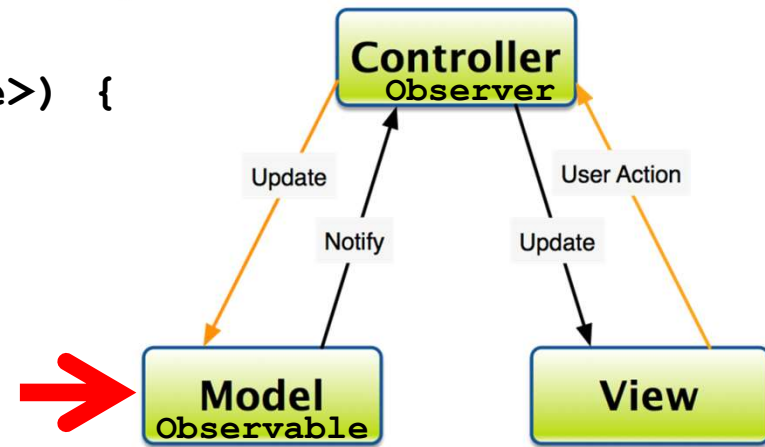 Controller
Observer
>) {
Update
User Action
Notify
Update
Model
Observable
View